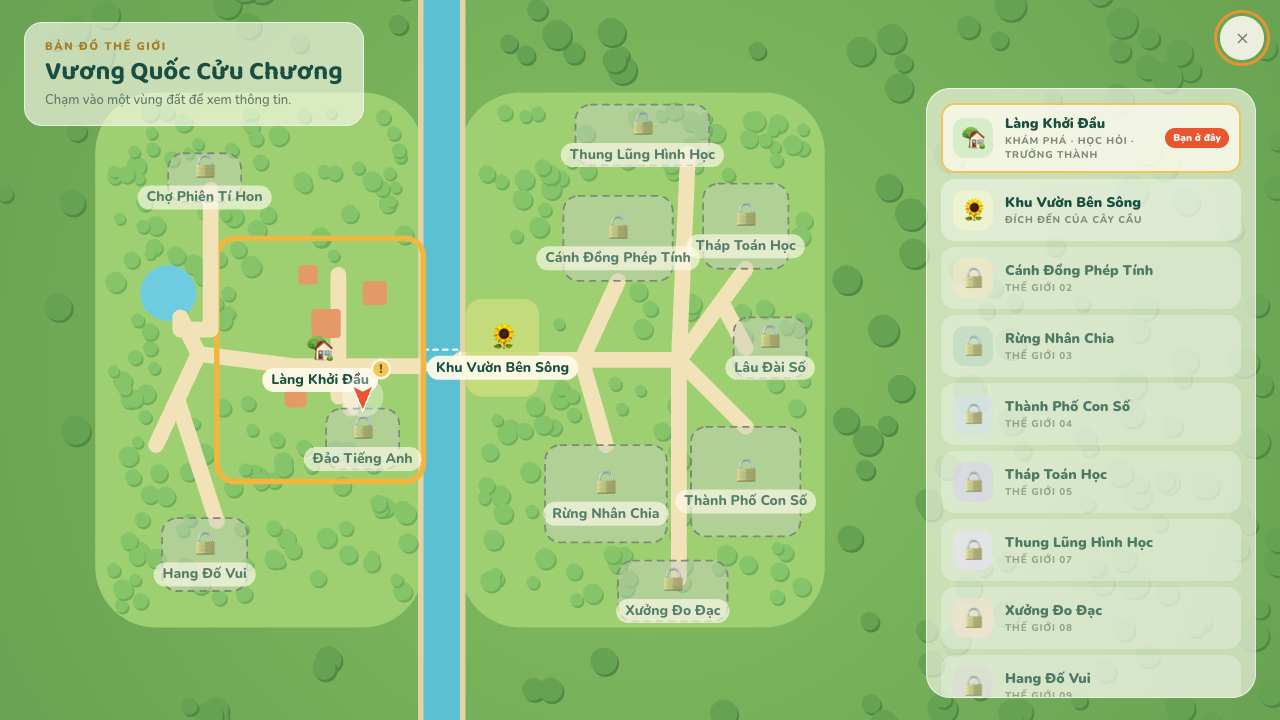 BẢN ĐỒ THẾ GIỚI
Vương Quốc Cửu Chương
Chạm vào một vùng đất để xem thông tin.
Chợ Phiên Tí Hon
Làng Khởi Đầu
!
Đảo Tiếng Anh
Hang Đố Vui
Khu Vườn Bên Sông
Thung Lũng Hình Học
Cánh Đồng Phép Tính
Tháp Toán Học
Lâu Đài Số
Rừng Nhân Chia
Thành Phố Con Số
Xưởng Đo Đạc
×
Làng Khởi Đầu
KHÁM PHÁ · HỌC HỎI ·
TRƯỞNG THÀNH
Bạn ở đây
Khu Vườn Bên Sông
ĐÍCH ĐẾN CỦA CÂY CẦU
Cánh Đồng Phép Tính
THẾ GIỚI 02
Rừng Nhân Chia
THẾ GIỚI 03
Thành Phố Con Số
THẾ GIỚI 04
Tháp Toán Học
THẾ GIỚI 05
Thung Lũng Hình Học
THẾ GIỚI 07
Xưởng Đo Đạc
THẾ GIỚI 08
Hang Đố Vui
THẾ GIỚI 09